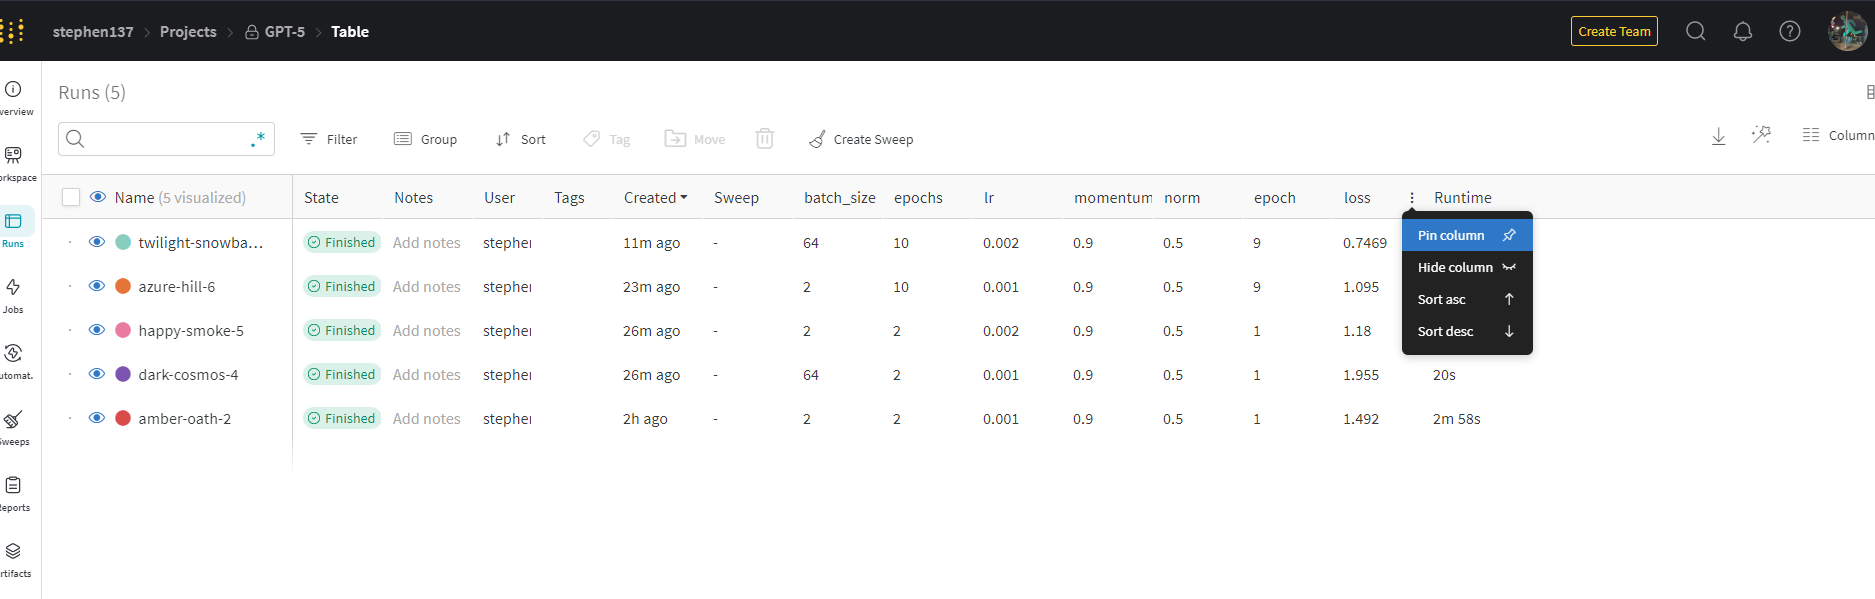 stephen137 > Projects > GPT-5 > Table
Create Team
Runs (5)
verview
orkspace
Runs
Jobs
utomat.
weeps
eports
rtifacts
.*
Filter
Group
Sort
Tag
Move
Create Sweep
Column
Name (5 visualized) State Notes User Tags Created Sweep batch_size epochs lr momentum norm epoch loss Runtime
twilight-snowba... Finished Add notes stephe 11m ago - 64 10 0.002 0.9 0.5 9 0.7469
azure-hill-6 Finished Add notes stephe 23m ago - 2 10 0.001 0.9 0.5 9 1.095
happy-smoke-5 Finished Add notes stephe 26m ago - 2 2 0.002 0.9 0.5 1 1.18
dark-cosmos-4 Finished Add notes stephe 26m ago - 64 2 0.001 0.9 0.5 1 1.955 20s
amber-oath-2 Finished Add notes stephe 2h ago - 2 2 0.001 0.9 0.5 1 1.492 2m 58s
Pin column
Hide column
Sort asc
Sort desc